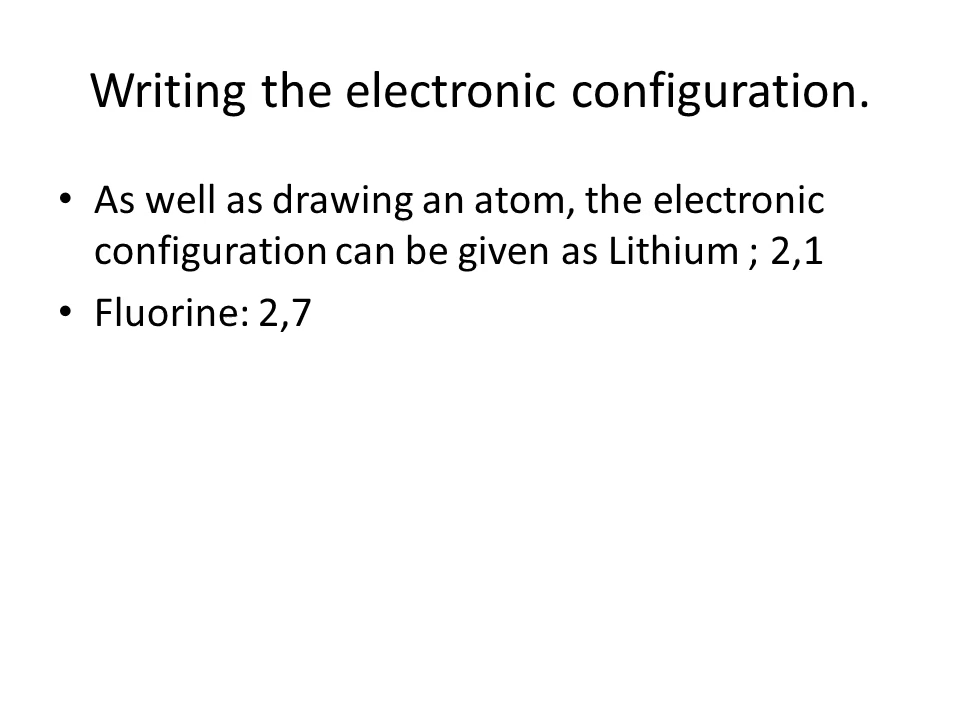 Writing the electronic configuration.
• As well as drawing an atom, the electronic
configuration can be given as Lithium ; 2,1
• Fluorine: 2,7